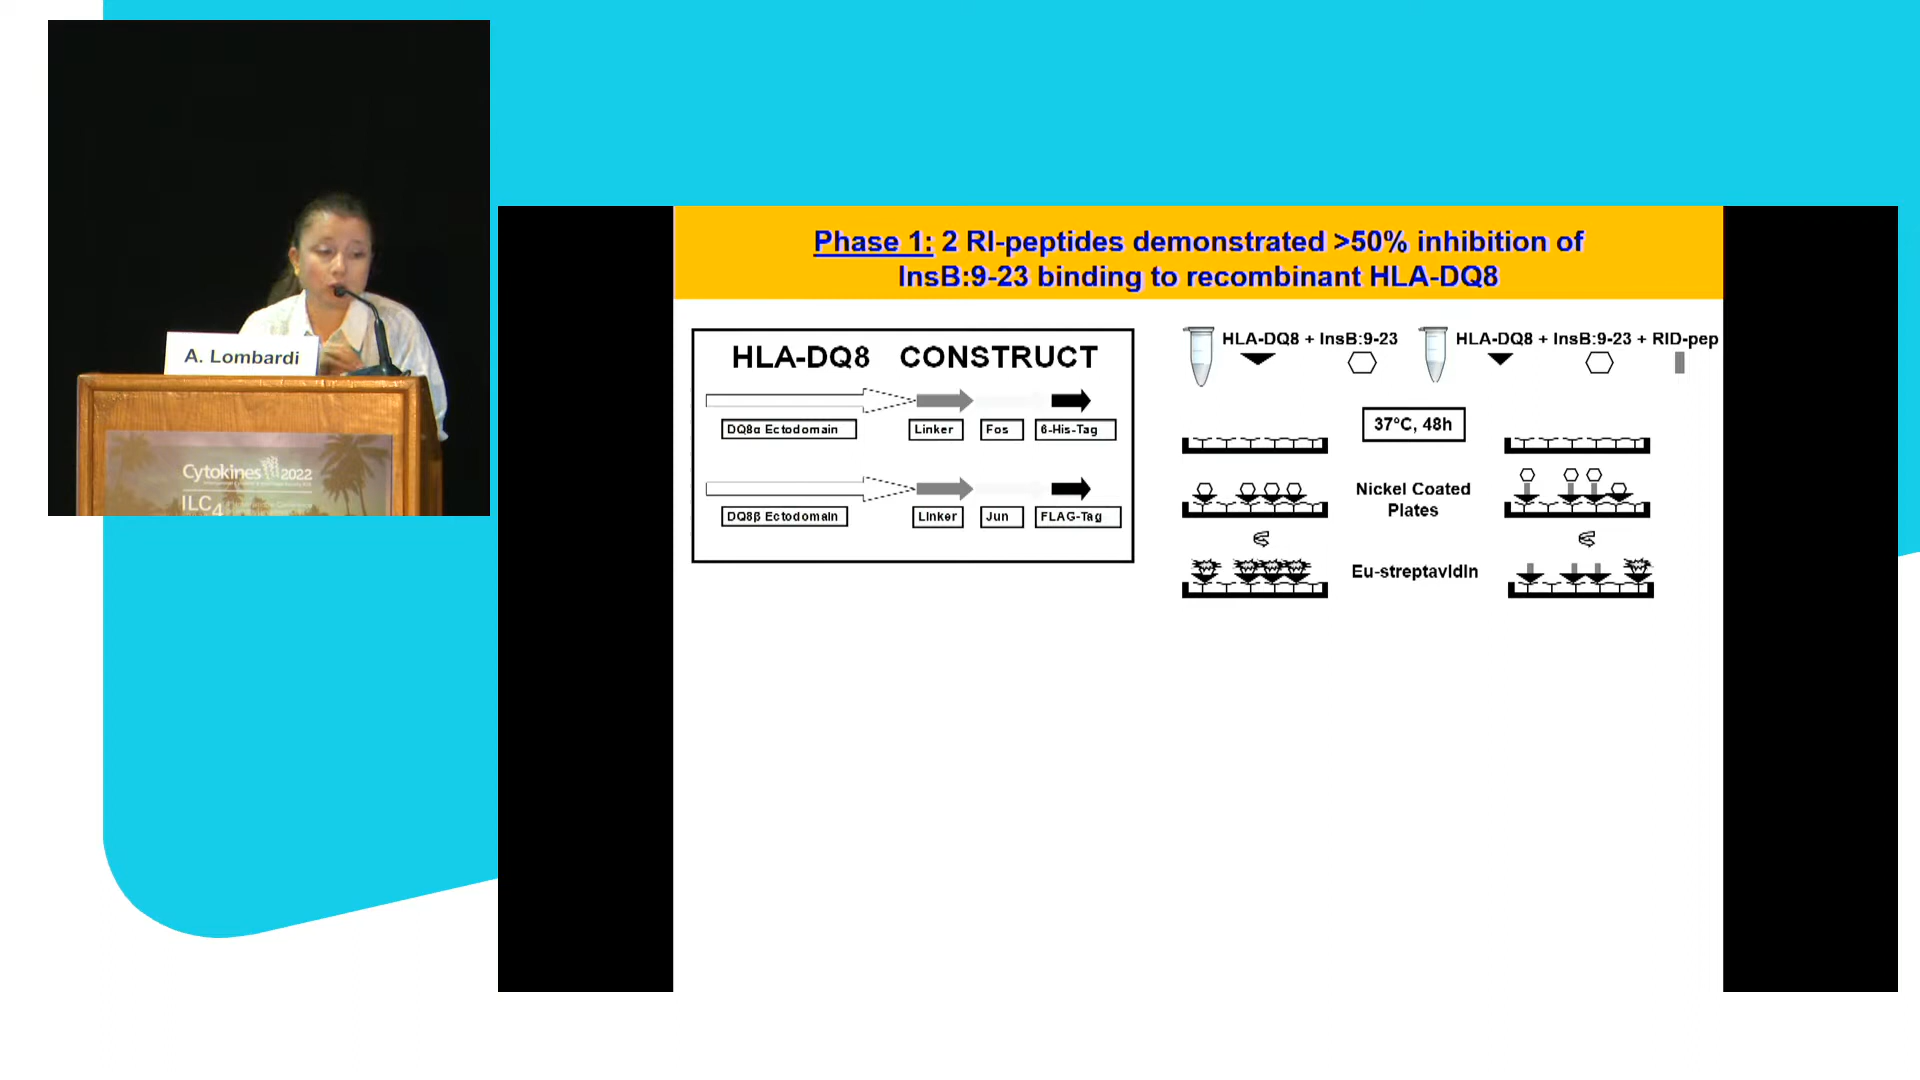 A. Lombardi
Cytokines 2022
ILC4
Phase 1: 2 RI-peptides demonstrated >50% inhibition of
InsB:9-23 binding to recombinant HLA-DQ8
HLA-DQ8 CONSTRUCT
DQ8α Ectodomain
Linker
Fos
6-His-Tag
DQ8β Ectodomain
Linker
Jun
FLAG-Tag
HLA-DQ8 + InsB:9-23
HLA-DQ8 + InsB:9-23 + RID-pep
37°C, 48h
Nickel Coated
Plates
Eu-streptavidin